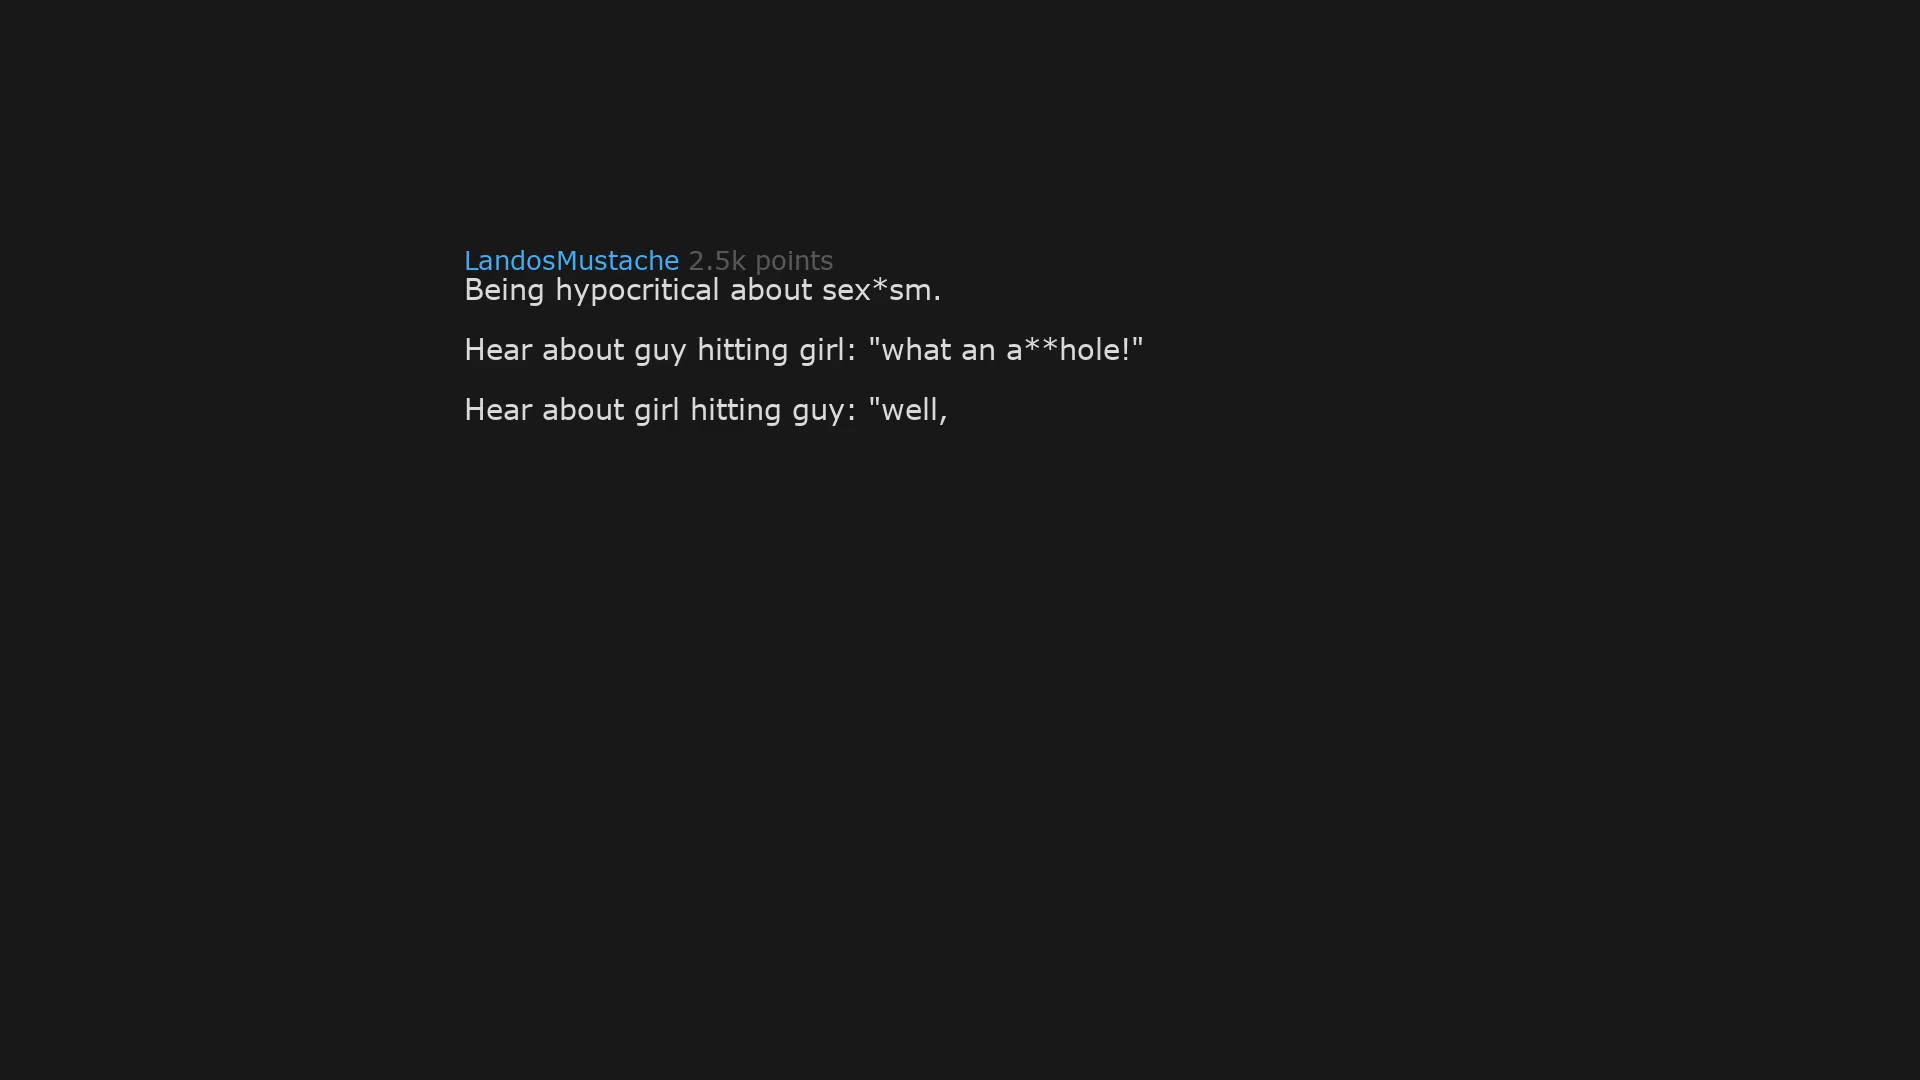 LandosMustache 2.5k points
Being hypocritical about sex*sm.
Hear about guy hitting girl: "what an a**hole!"
Hear about girl hitting guy: "well,